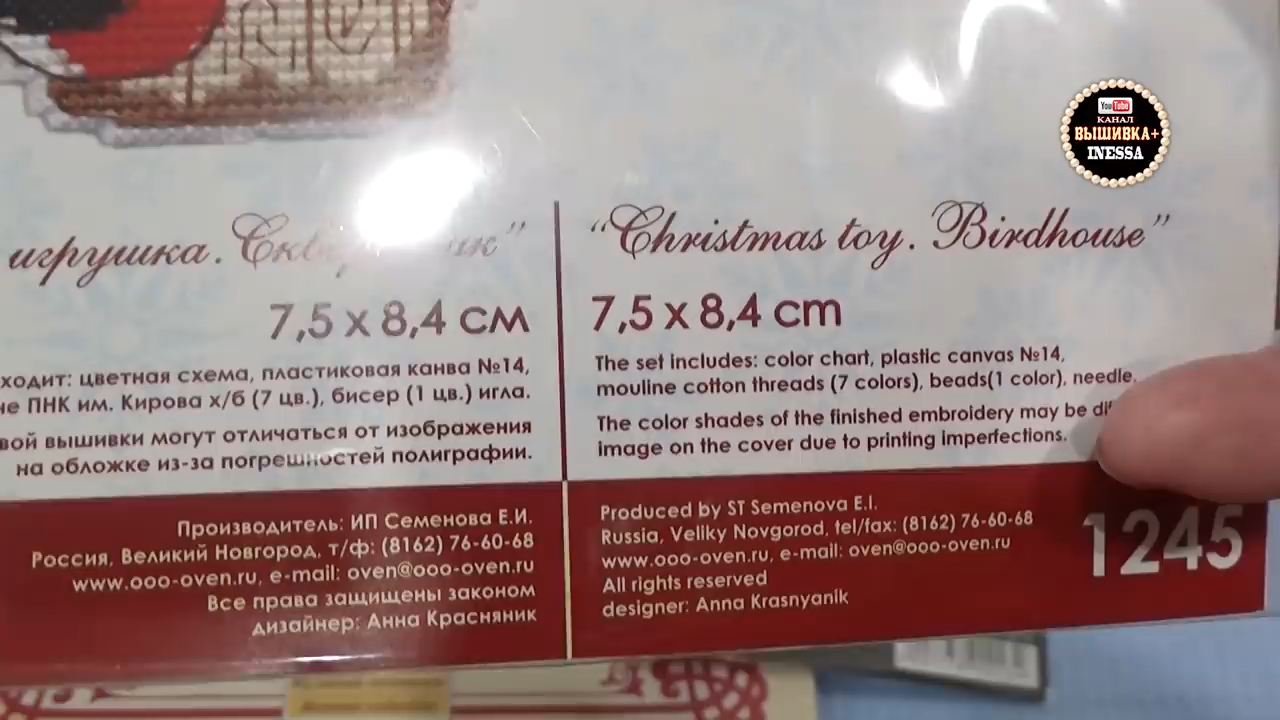 YouTube
КАНАЛ
ВЫШИВКА+
INESSA
игрушка.
7,5 х 8,4 см
цветная схема, пластиковая канва №14,
ПНК им. Кирова х/б (7 цв.), бисер (1 цв.) игла.
вышивки могут отличаться от изображения
на обложке из-за погрешностей полиграфии.
Производитель: ИП Семенова Е.И.
Россия, Великий Новгород, т/ф: (8162) 76-60-68
www.ooo-oven.ru, e-mail: oven@ooo-oven.ru
Все права защищены законом
дизайнер: Анна Красняник
“Christmas toy. Birdhouse”
7,5 x 8,4 cm
The set includes: color chart, plastic canvas №14,
mouline cotton threads (7 colors), beads(1 color), needle.
The color shades of the finished embroidery may be
image on the cover due to printing imperfections.
Produced by ST Semenova E.I.
Russia, Veliky Novgorod, tel/fax: (8162) 76-60-68
www.ooo-oven.ru, e-mail: oven@ooo-oven.ru
All rights reserved
designer: Anna Krasnyanik
1245